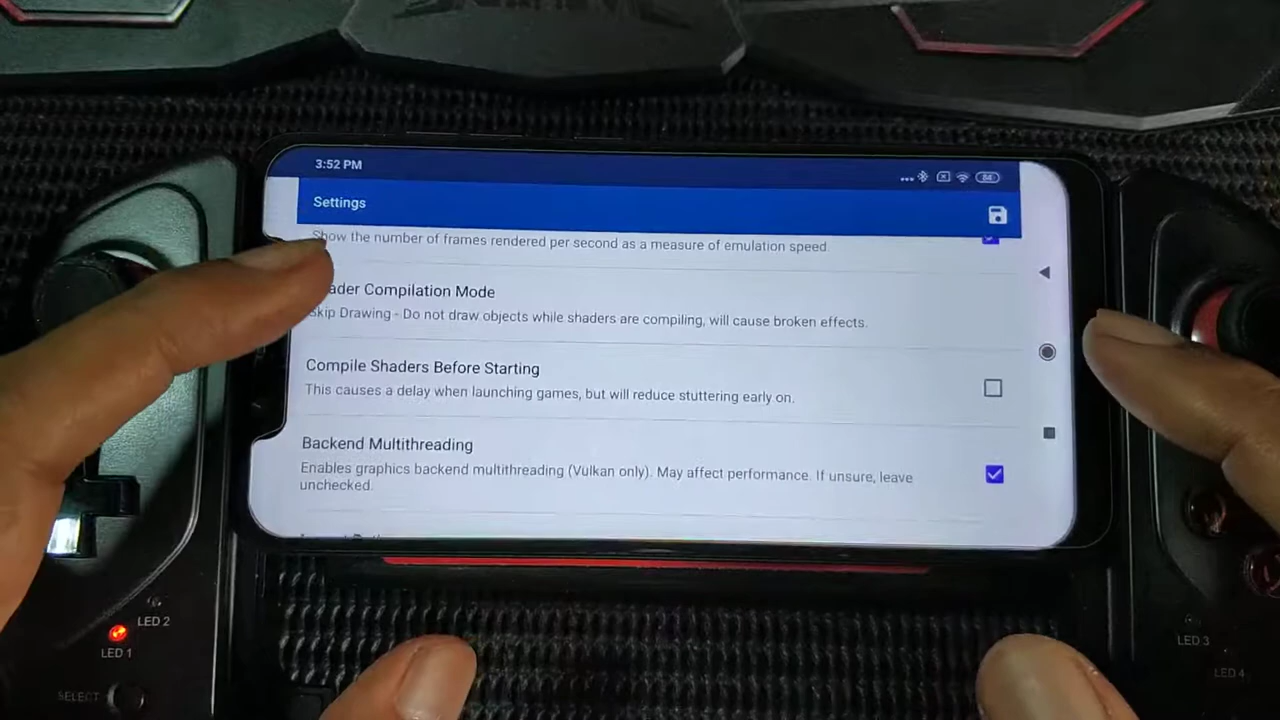 3:52 PM
84
Settings
Show the number of frames rendered per second as a measure of emulation speed
ader Compilation Mode
Skip Drawing - Do not draw objects while shaders are compiling, will cause broken effects.
Compile Shaders Before Starting
This causes a delay when launching games, but will reduce stuttering early on.
Backend Multithreading
Enables graphics backend multithreading (Vulkan only). May affect performance. If unsure, leave
unchecked.
LED 2
LED 1
SELECT
LED 3
LED 4